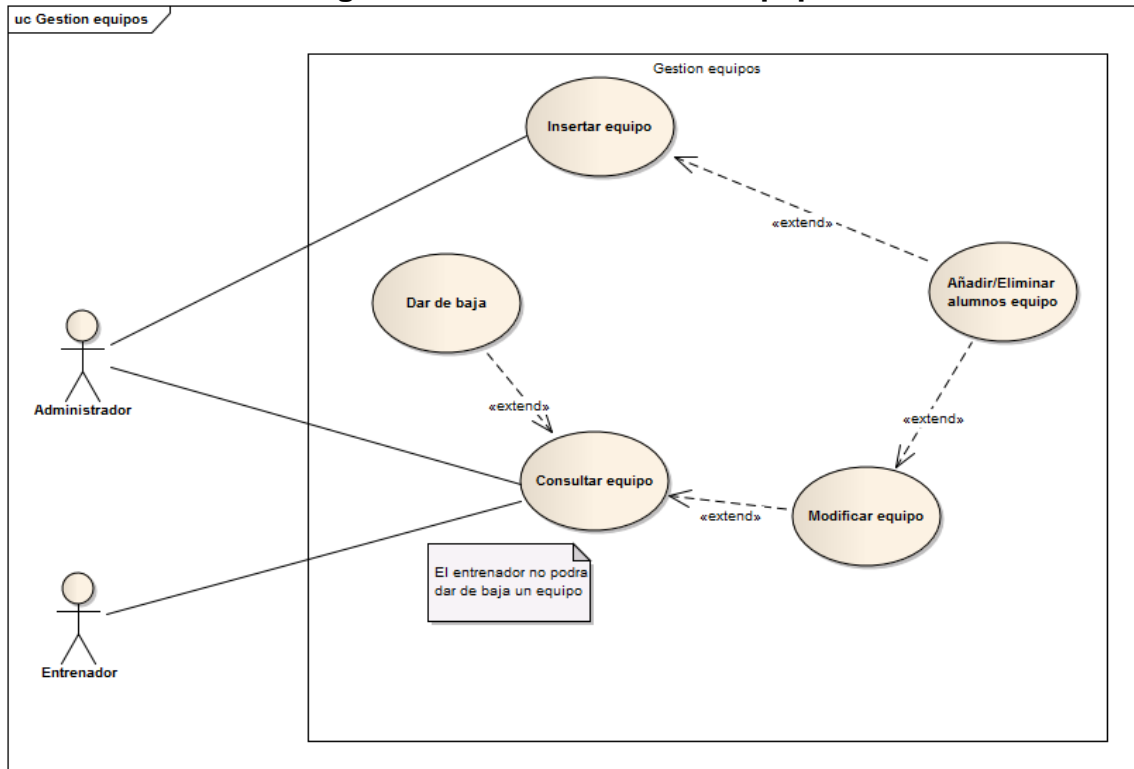 uc Gestion equipos
Gestion equipos
Insertar equipo
«extend»
Añadir/Eliminar
alumnos equipo
Dar de baja
Administrador
«extend»
«extend»
Consultar equipo
«extend»
Modificar equipo
El entrenador no podra
dar de baja un equipo
Entrenador